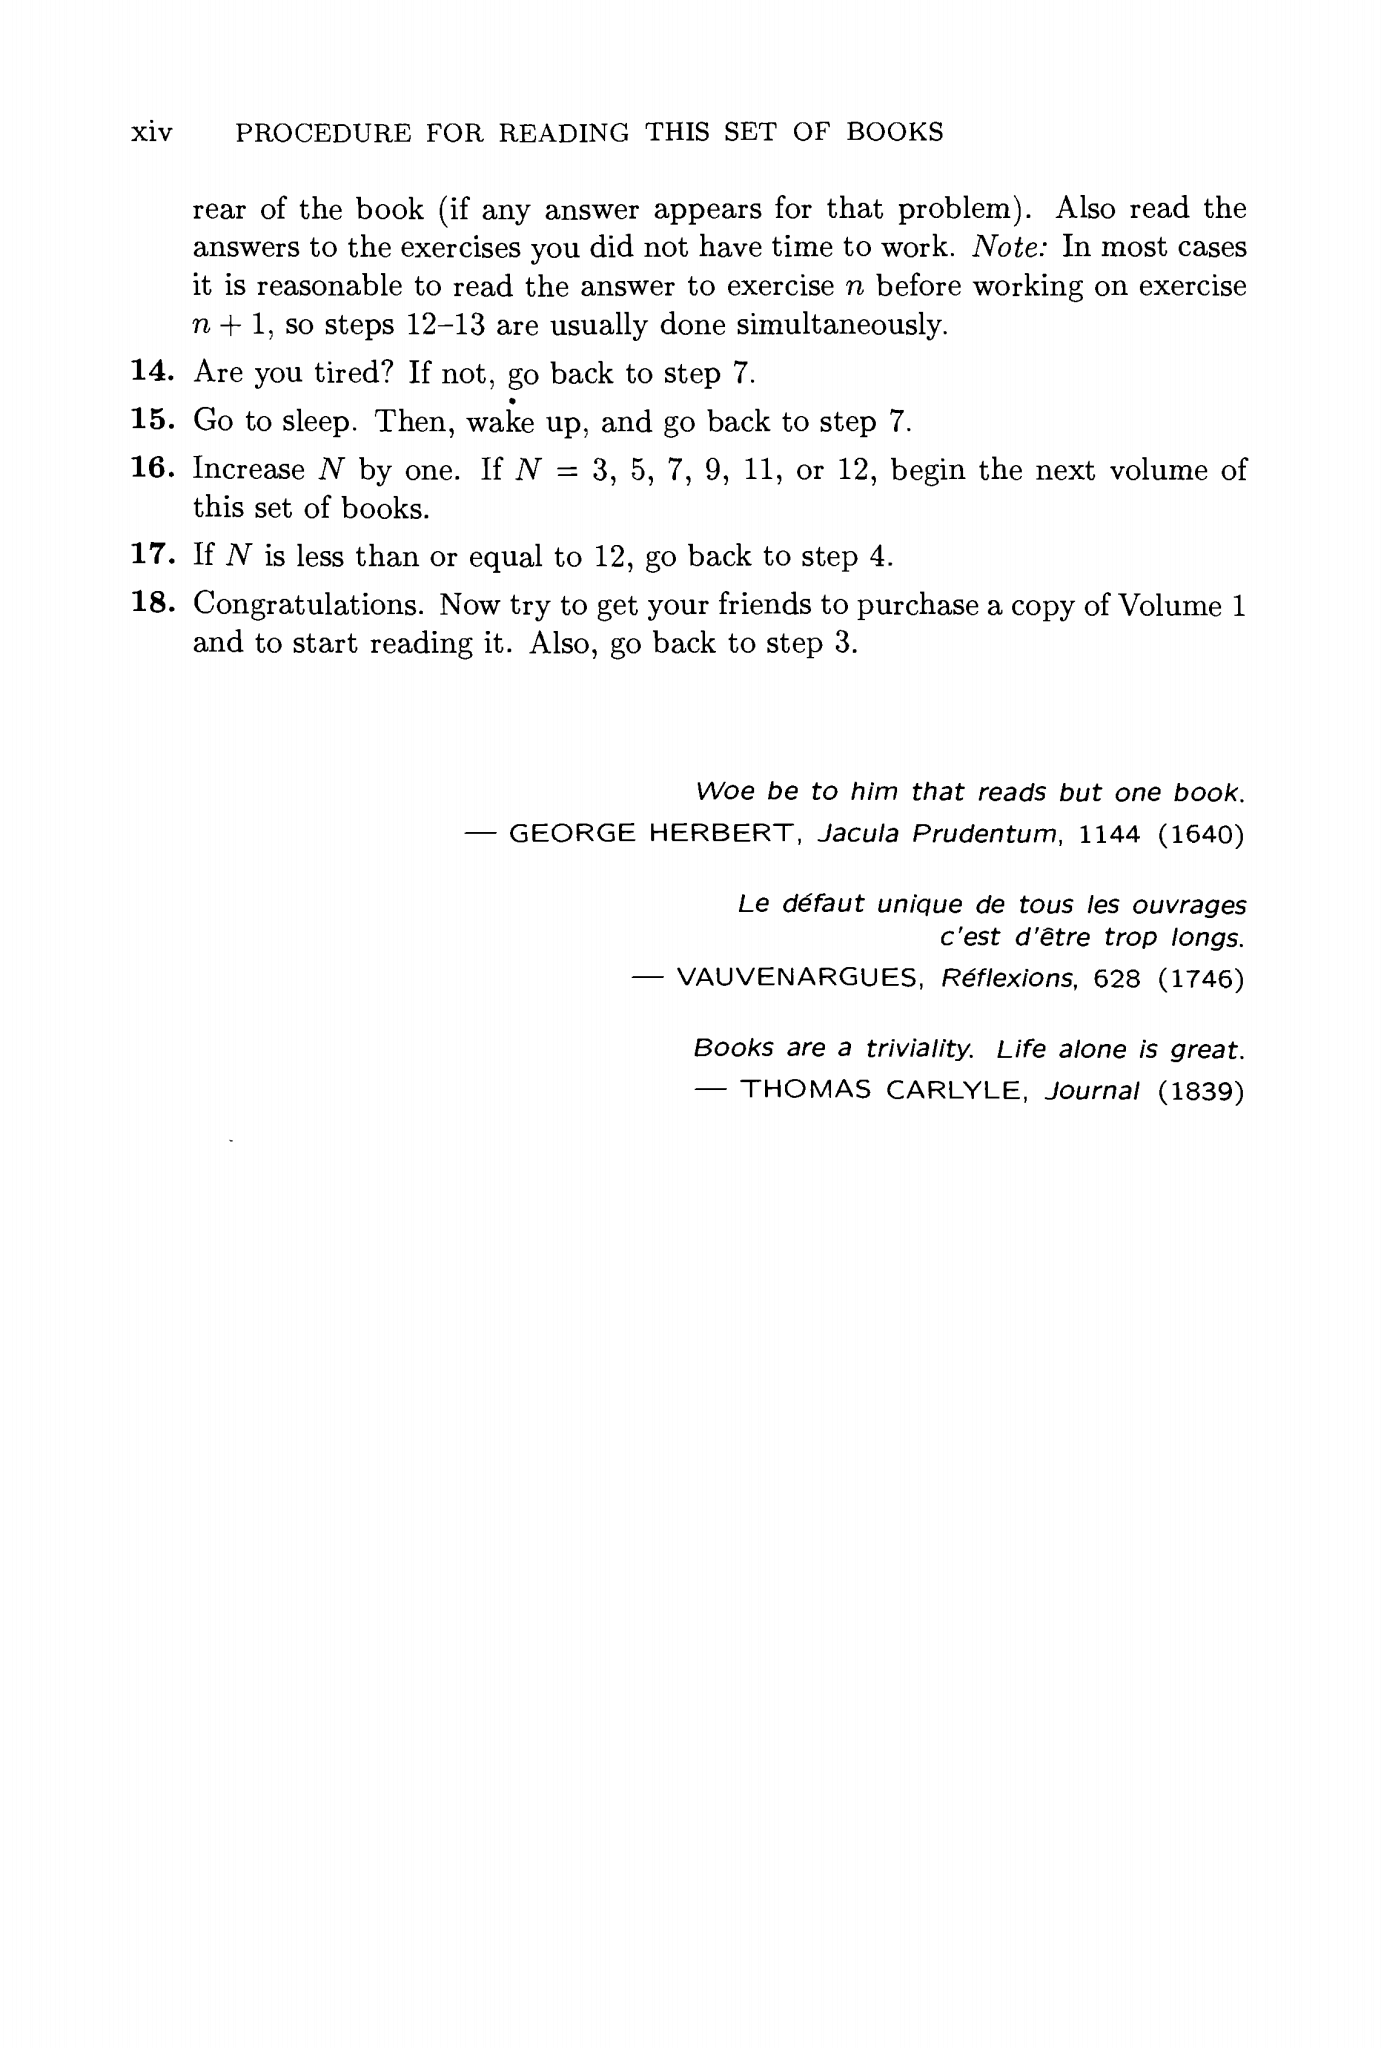 xiv PROCEDURE FOR READING THIS SET OF BOOKS
rear of the book (if any answer appears for that problem). Also read the
answers to the exercises you did not have time to work. Note: In most cases
it is reasonable to read the answer to exercise n before working on exercise
n + 1, so steps 12–13 are usually done simultaneously.
14. Are you tired? If not, go back to step 7.
15. Go to sleep. Then, wake up, and go back to step 7.
16. Increase N by one. If N = 3, 5, 7, 9, 11, or 12, begin the next volume of
this set of books.
17. If N is less than or equal to 12, go back to step 4.
18. Congratulations. Now try to get your friends to purchase a copy of Volume 1
and to start reading it. Also, go back to step 3.
Woe be to him that reads but one book.
— GEORGE HERBERT, Jacula Prudentum, 1144 (1640)
Le défaut unique de tous les ouvrages
c'est d'être trop longs.
— VAUVENARGUES, Réflexions, 628 (1746)
Books are a triviality. Life alone is great.
— THOMAS CARLYLE, Journal (1839)